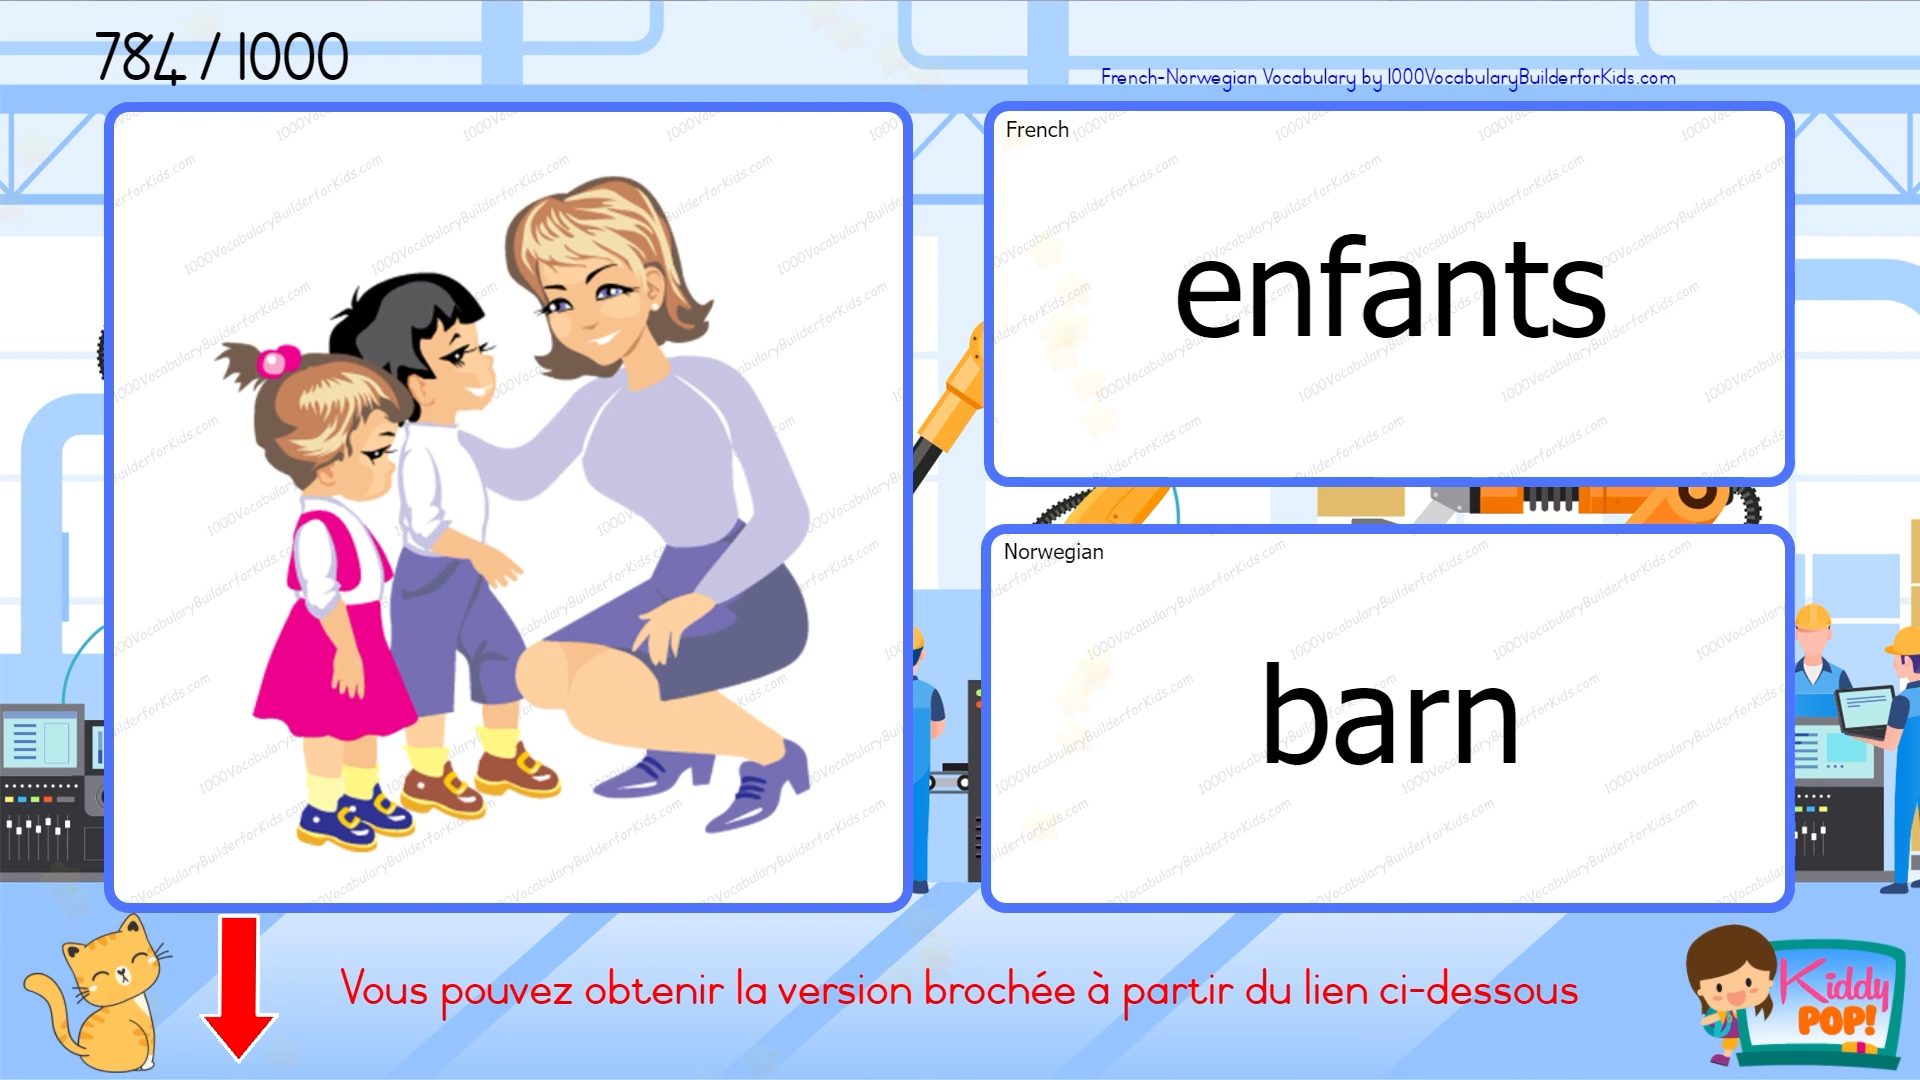 784 / 1000
French-Norwegian Vocabulary by 1000VocabularyBuilderforKids.com
French
enfants
Norwegian
barn
Vous pouvez obtenir la version brochée à partir du lien ci-dessous
Kiddy
POP!